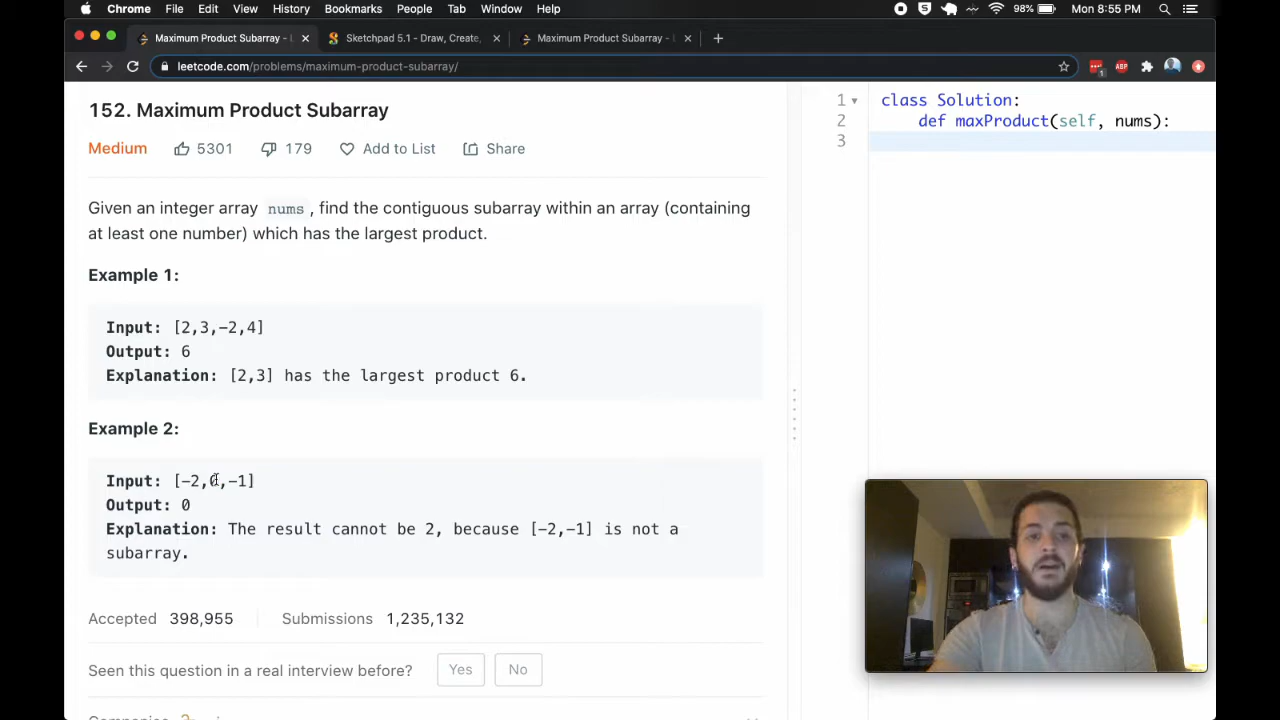 Chrome File Edit View History Bookmarks People Tab Window Help 98% Mon 8:55 PM
Maximum Product Subarray - Sketchpad 5.1 - Draw, Create, Maximum Product Subarray -
leetcode.com/problems/maximum-product-subarray/
152. Maximum Product Subarray
Medium 5301 179 Add to List Share
Given an integer array nums , find the contiguous subarray within an array (containing
at least one number) which has the largest product.
Example 1:
Input: [2,3,-2,4]
Output: 6
Explanation: [2,3] has the largest product 6.
Example 2:
Input: [-2,0,-1]
Output: 0
Explanation: The result cannot be 2, because [-2,-1] is not a
subarray.
Accepted 398,955 Submissions 1,235,132
Seen this question in a real interview before? Yes No
1 class Solution:
2 def maxProduct(self, nums):
3